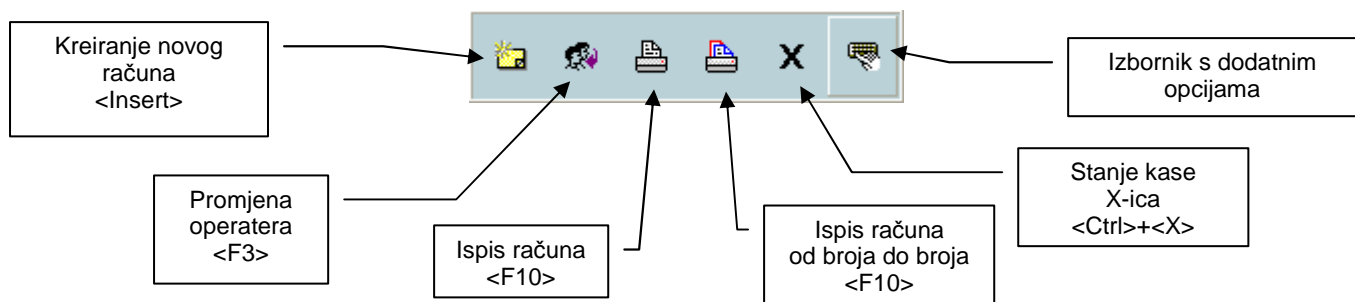 Kreiranje novog
računa
<Insert>
Promjena
operatera
<F3>
Ispis računa
<F10>
Ispis računa
od broja do broja
<F10>
Stanje kase
X-ica
<Ctrl>+<X>
Izbornik s dodatnim
opcijama